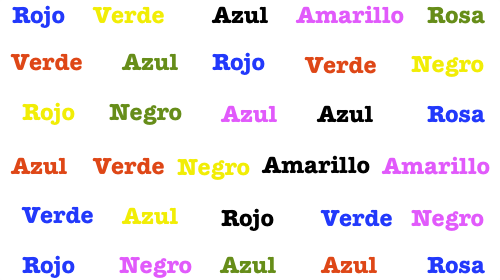 Rojo Verde Azul Amarillo Rosa
Verde Azul Rojo Verde Negro
Rojo Negro Azul Azul Rosa
Azul Verde Negro Amarillo Amarillo
Verde Azul Rojo Verde Negro
Rojo Negro Azul Azul Rosa